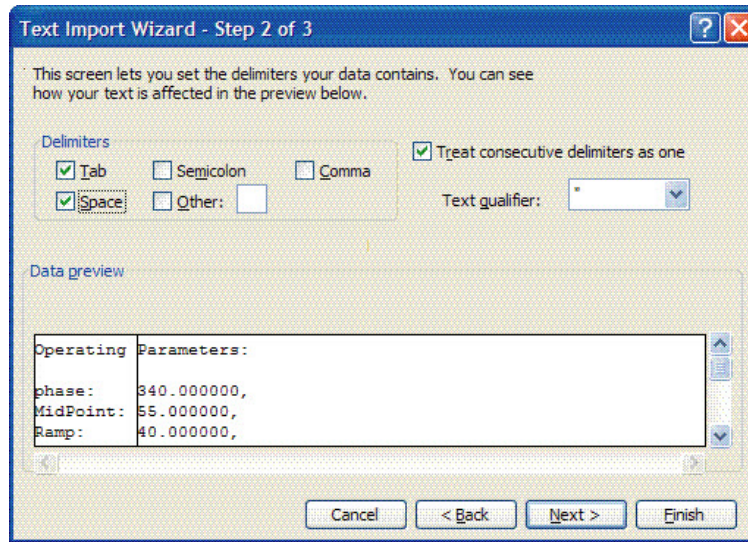 Text Import Wizard - Step 2 of 3
This screen lets you set the delimiters your data contains. You can see
how your text is affected in the preview below.
Delimiters
Tab Semicolon Comma
Space Other:
Treat consecutive delimiters as one
Text qualifier: "
Data preview
Operating Parameters:
phase: 340.000000,
MidPoint: 55.000000,
Ramp: 40.000000,
Cancel < Back Next > Finish